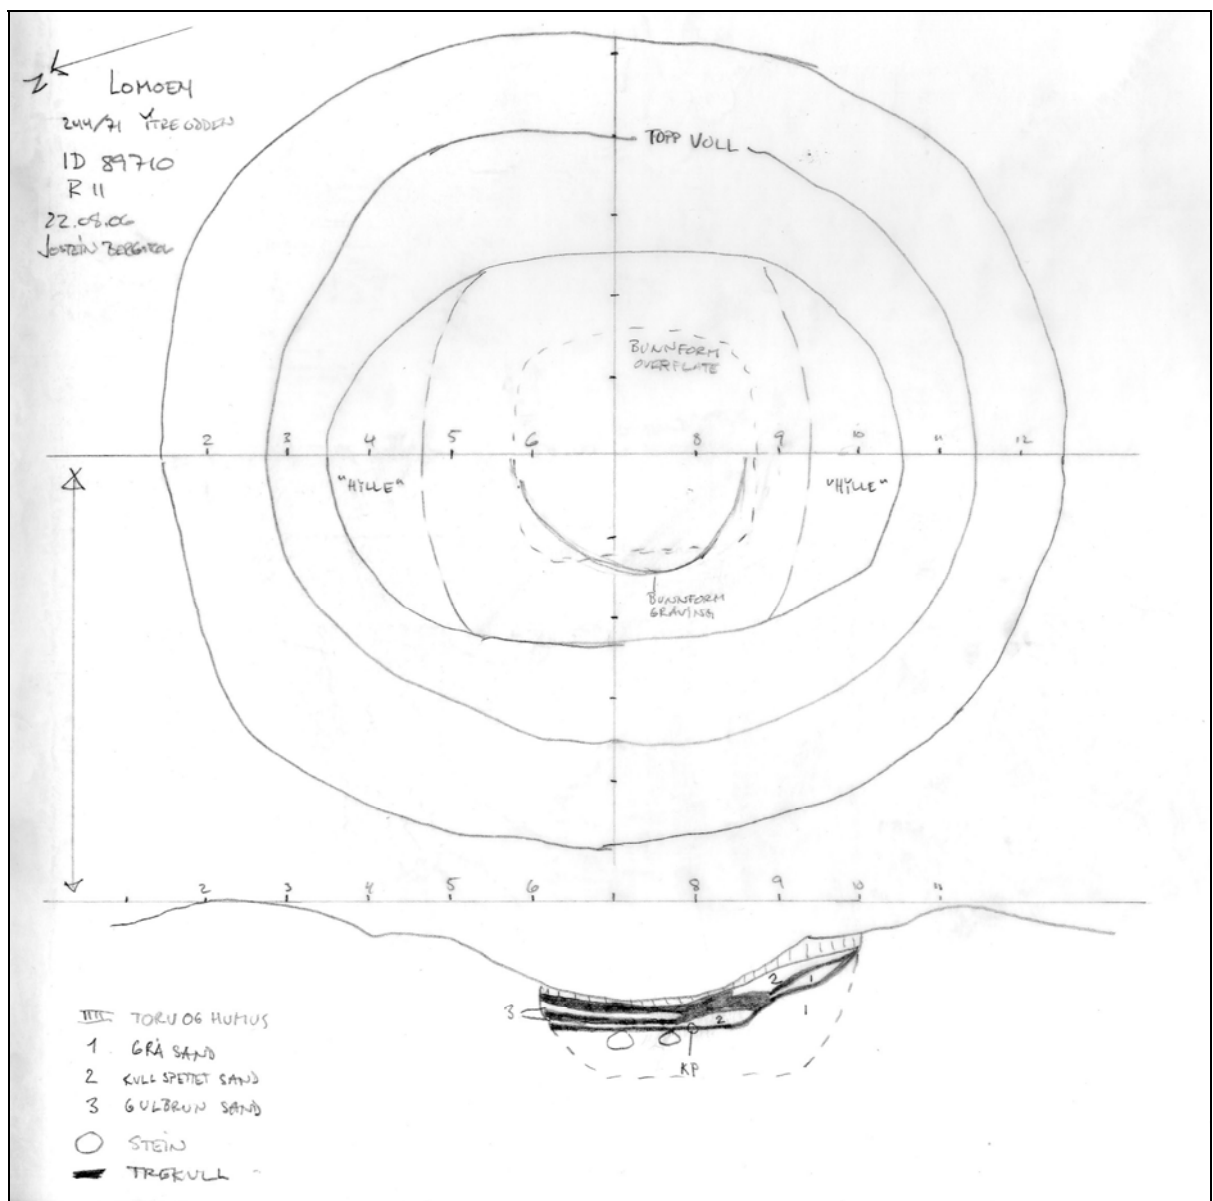 N
LOMOEN
244/71 YTRE ODDEN
ID 89710
R 11
22.08.06
JOSTEIN BERGSTØL
TOPP VOLL
BUNNFORM
OVERFLATE
2 3 4 5 6 8 9 10 11 12
"HYLLE" "HYLLE"
BUNNFORM
GRAVING
2 3 4 5 6 8 9 10 11
2 1
3 2 1
KP
TORV OG HUMUS
1 GRÅ SAND
2 KULLSPETTET SAND
3 GULBRUN SAND
STEIN
TREKULL